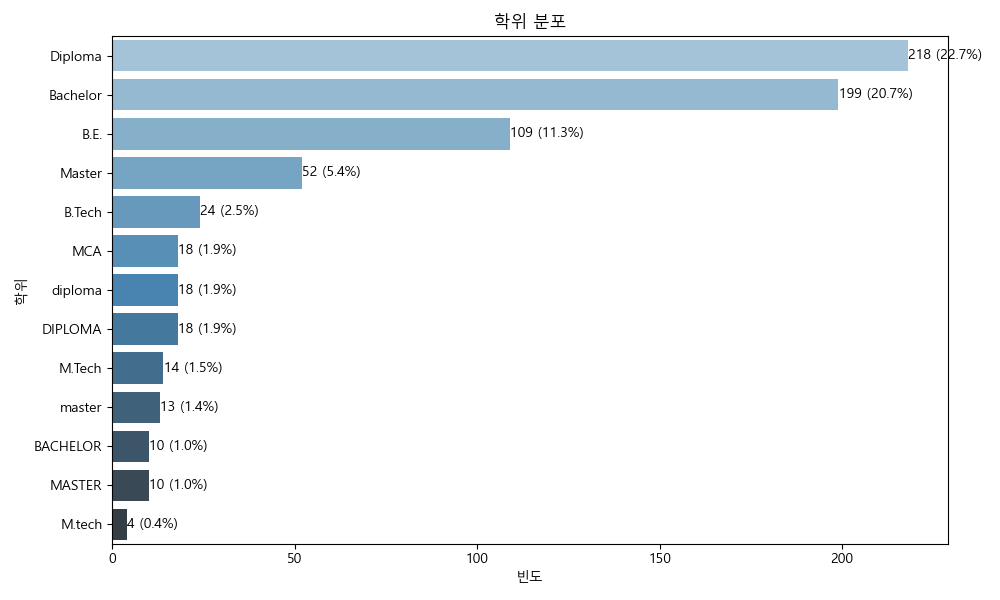 학위 분포
Diploma 218 (22.7%)
Bachelor 199 (20.7%)
B.E. 109 (11.3%)
Master 52 (5.4%)
B.Tech 24 (2.5%)
MCA 18 (1.9%)
diploma 18 (1.9%)
DIPLOMA 18 (1.9%)
M.Tech 14 (1.5%)
master 13 (1.4%)
BACHELOR 10 (1.0%)
MASTER 10 (1.0%)
M.tech 4 (0.4%)
학위
0 50 100 150 200
빈도